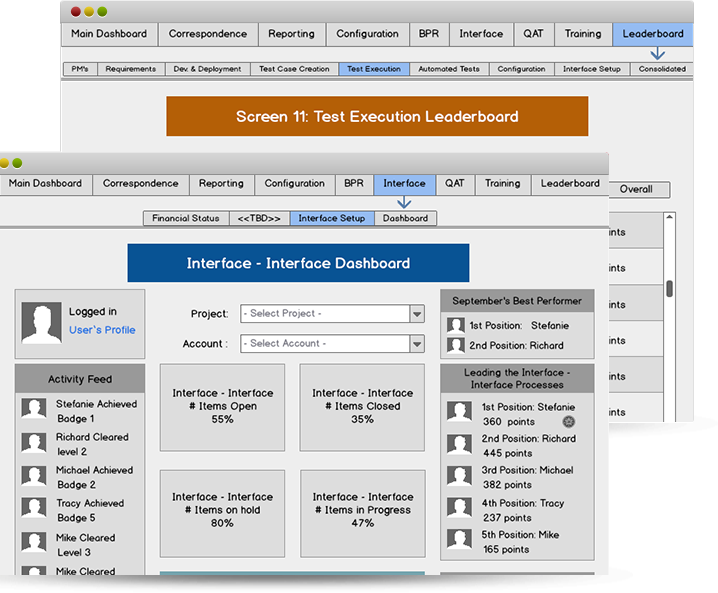 Main Dashboard Correspondence Reporting Configuration BPR Interface QAT Training Leaderboard
PM's Requirements Dev. & Deployment Test Case Creation Test Execution Automated Tests Configuration Interface Setup Consolidated
Screen 11: Test Execution Leaderboard
Overall
ints
ints
ints
ints
ints
ints
Main Dashboard Correspondence Reporting Configuration BPR Interface QAT Training Leaderboard
Financial Status <<TBD>> Interface Setup Dashboard
Interface - Interface Dashboard
Logged in
User`s Profile
Project: - Select Project -
Account : - Select Account -
Activity Feed
Stefanie Achieved
Badge 1
Richard Cleared
level 2
Michael Achieved
Badge 2
Tracy Achieved
Badge 5
Mike Cleared
Level 3
Mike Cleared
Interface - Interface
# Items Open
55%
Interface - Interface
# Items Closed
35%
Interface - Interface
# Items on hold
80%
Interface - Interface
# Items in Progress
47%
September's Best Performer
1st Position: Stefanie
2nd Position: Richard
Leading the Interface -
Interface Processes
1st Position: Stefanie
360 points
2nd Position: Richard
445 points
3rd Position: Michael
382 points
4th Position: Tracy
237 points
5th Position: Mike
165 points